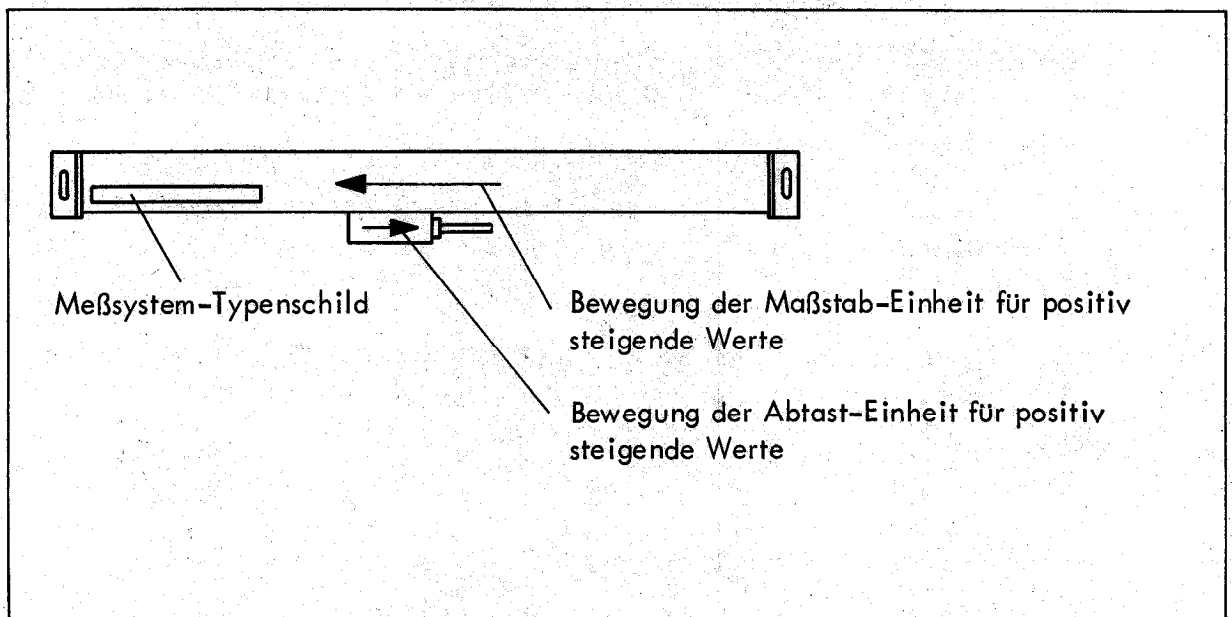 Meßsystem-Typenschild
Bewegung der Maßstab-Einheit für positiv
steigende Werte
Bewegung der Abtast-Einheit für positiv
steigende Werte